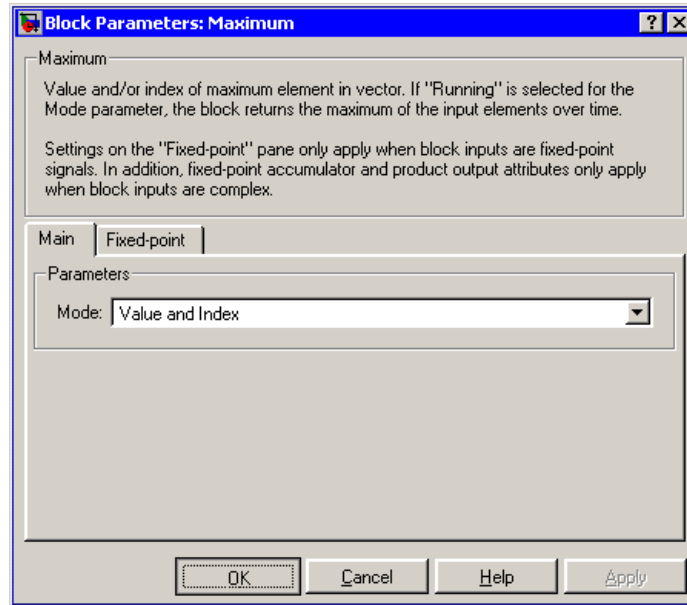 Block Parameters: Maximum
Maximum
Value and/or index of maximum element in vector. If "Running" is selected for the
Mode parameter, the block returns the maximum of the input elements over time.
Settings on the "Fixed-point" pane only apply when block inputs are fixed-point
signals. In addition, fixed-point accumulator and product output attributes only apply
when block inputs are complex.
Main Fixed-point
Parameters
Mode: Value and Index
OK Cancel Help Apply